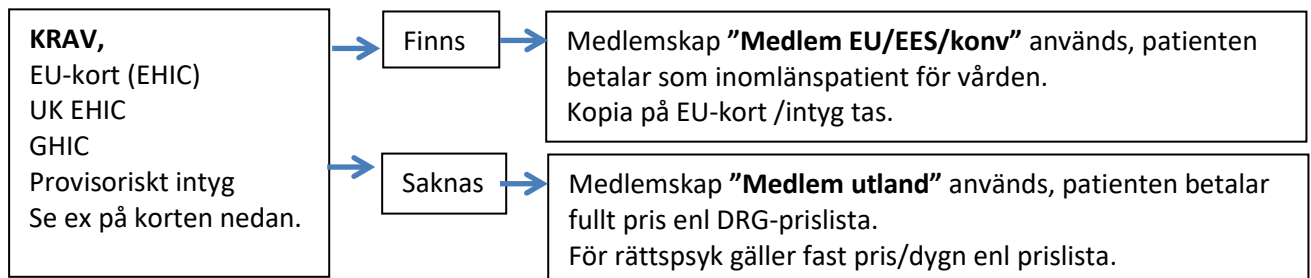 KRAV,
EU-kort (EHIC)
UK EHIC
GHIC
Provisoriskt intyg
Se ex på korten nedan.
Finns
Medlemskap ”Medlem EU/EES/konv” används, patienten
betalar som inomlänspatient för vården.
Kopia på EU-kort /intyg tas.
Saknas
Medlemskap ”Medlem utland” används, patienten betalar
fullt pris enl DRG-prislista.
För rättspsyk gäller fast pris/dygn enl prislista.